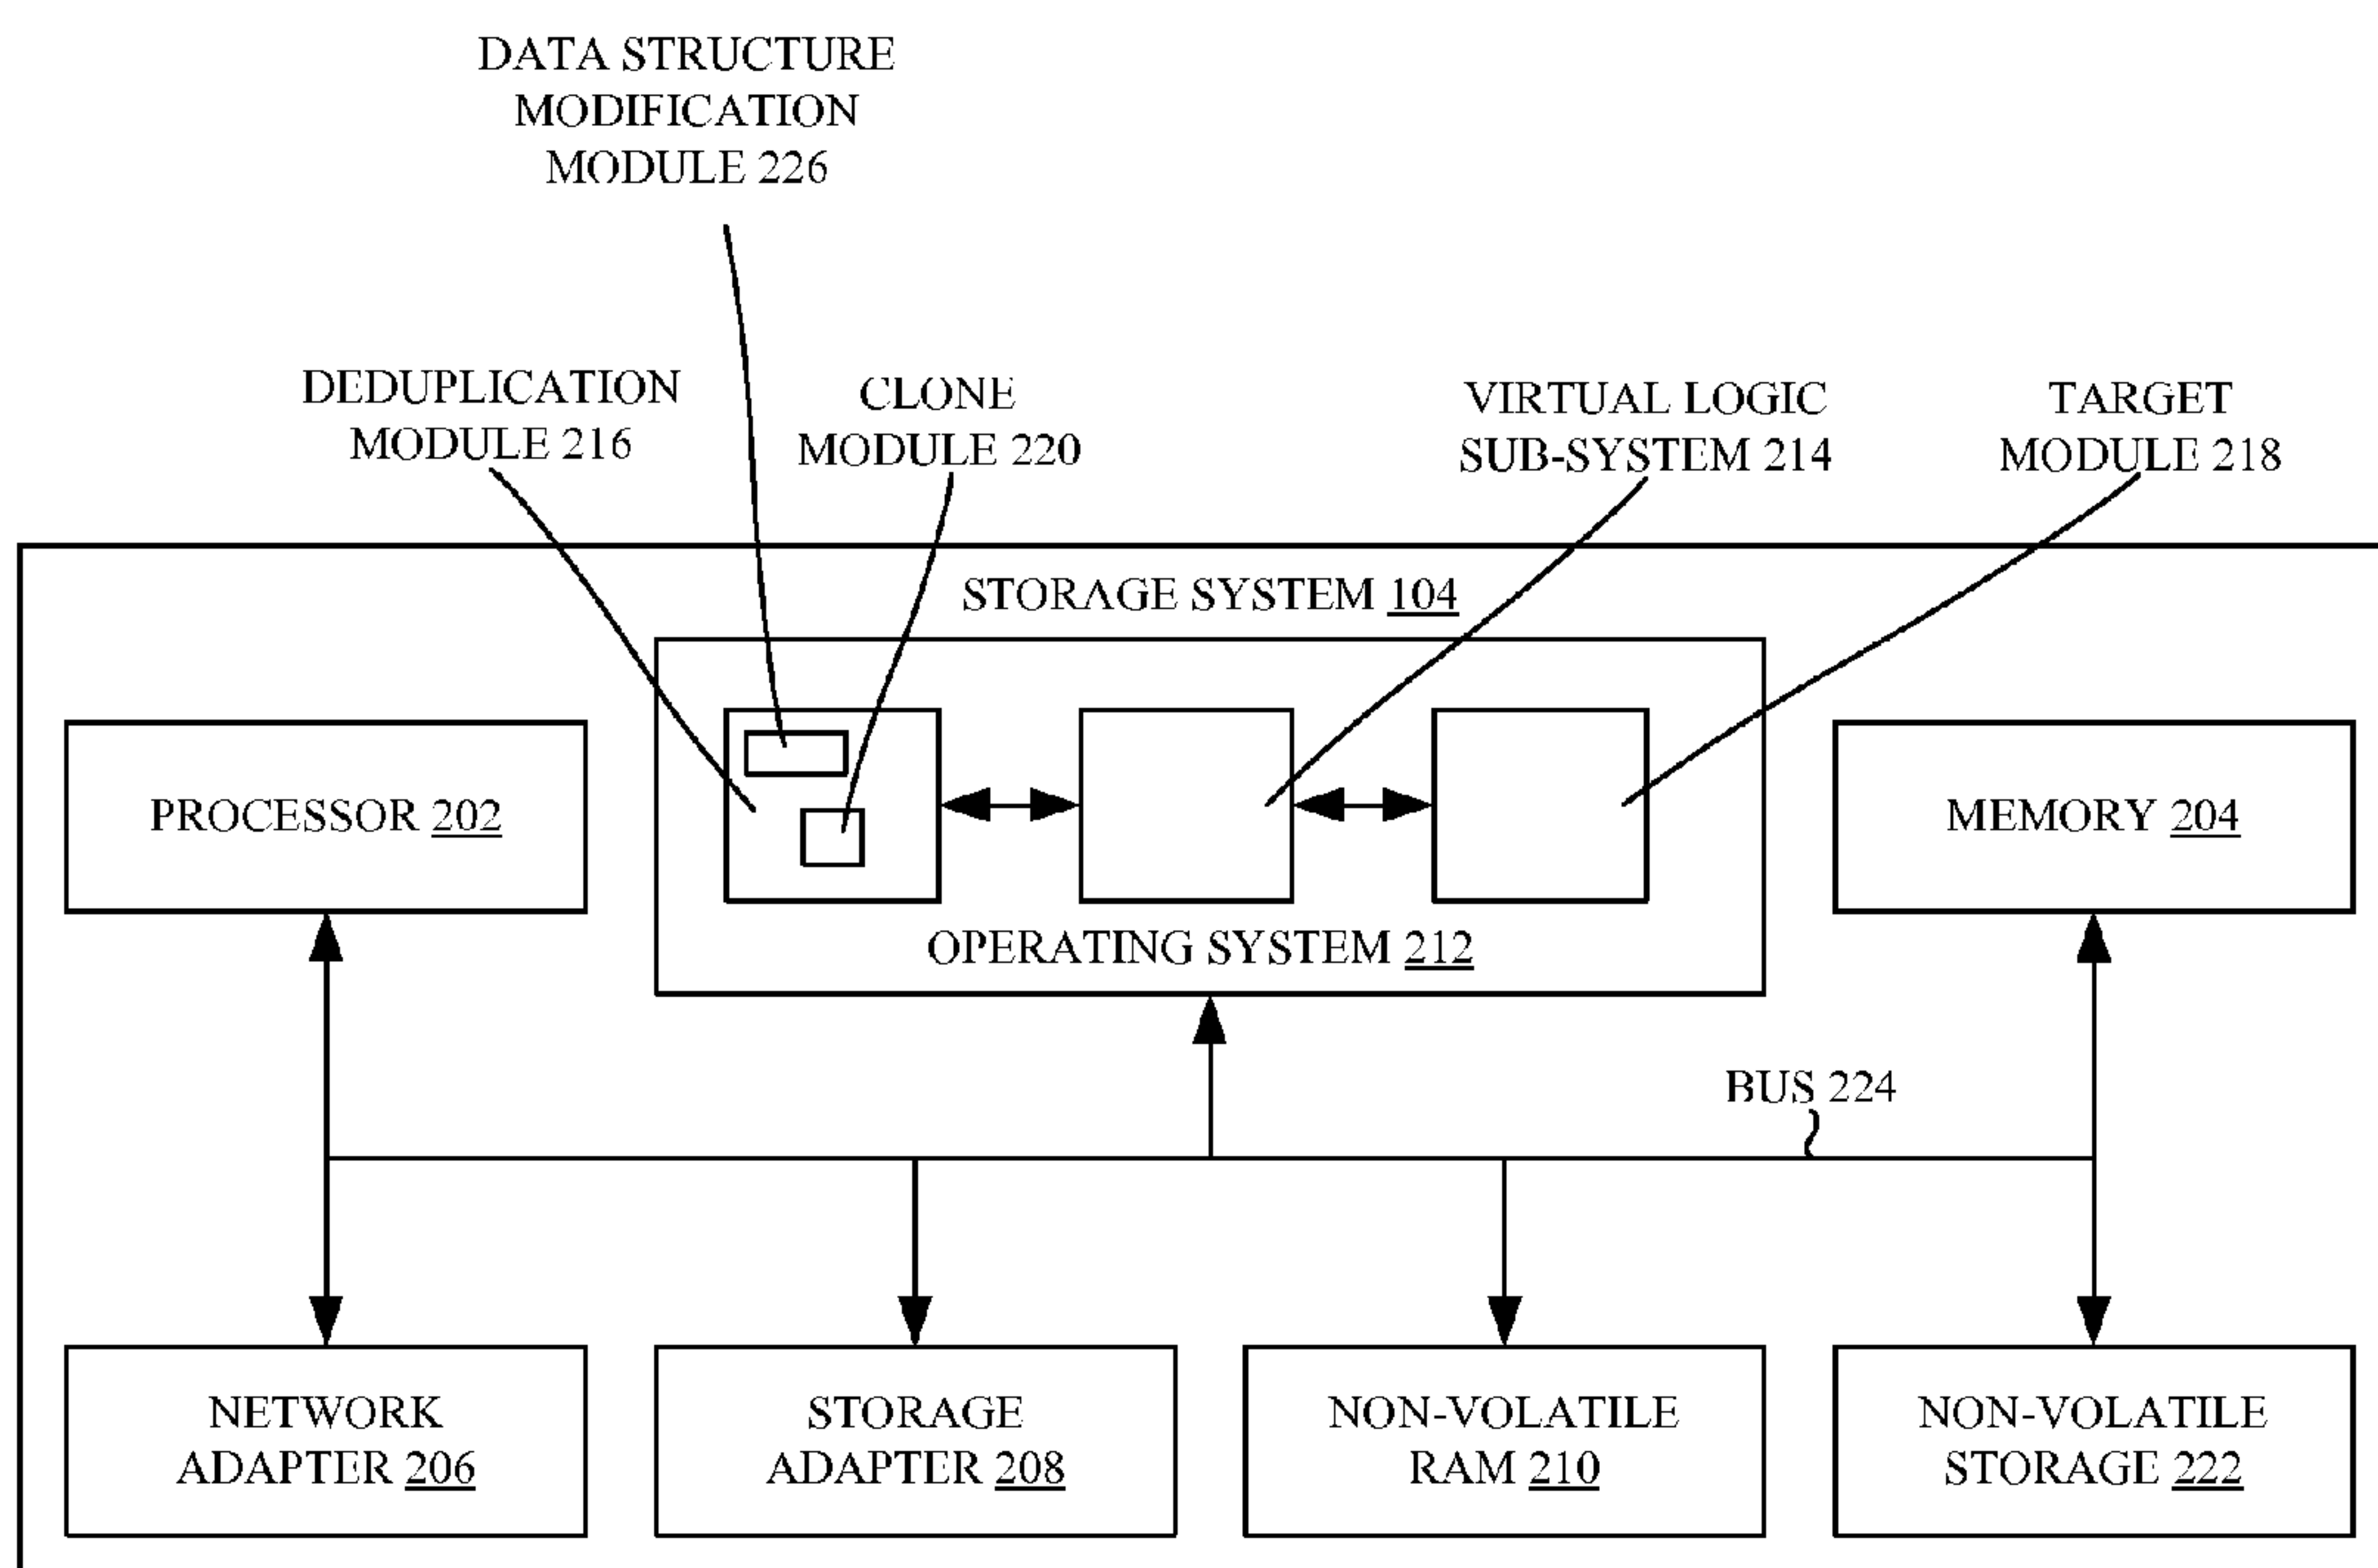 DATA STRUCTURE
MODIFICATION
MODULE 226
DEDUPLICATION
MODULE 216
CLONE
MODULE 220
VIRTUAL LOGIC
SUB-SYSTEM 214
TARGET
MODULE 218
STORAGE SYSTEM 104
PROCESSOR 202
MEMORY 204
OPERATING SYSTEM 212
BUS 224
NETWORK
ADAPTER 206
STORAGE
ADAPTER 208
NON-VOLATILE
RAM 210
NON-VOLATILE
STORAGE 222